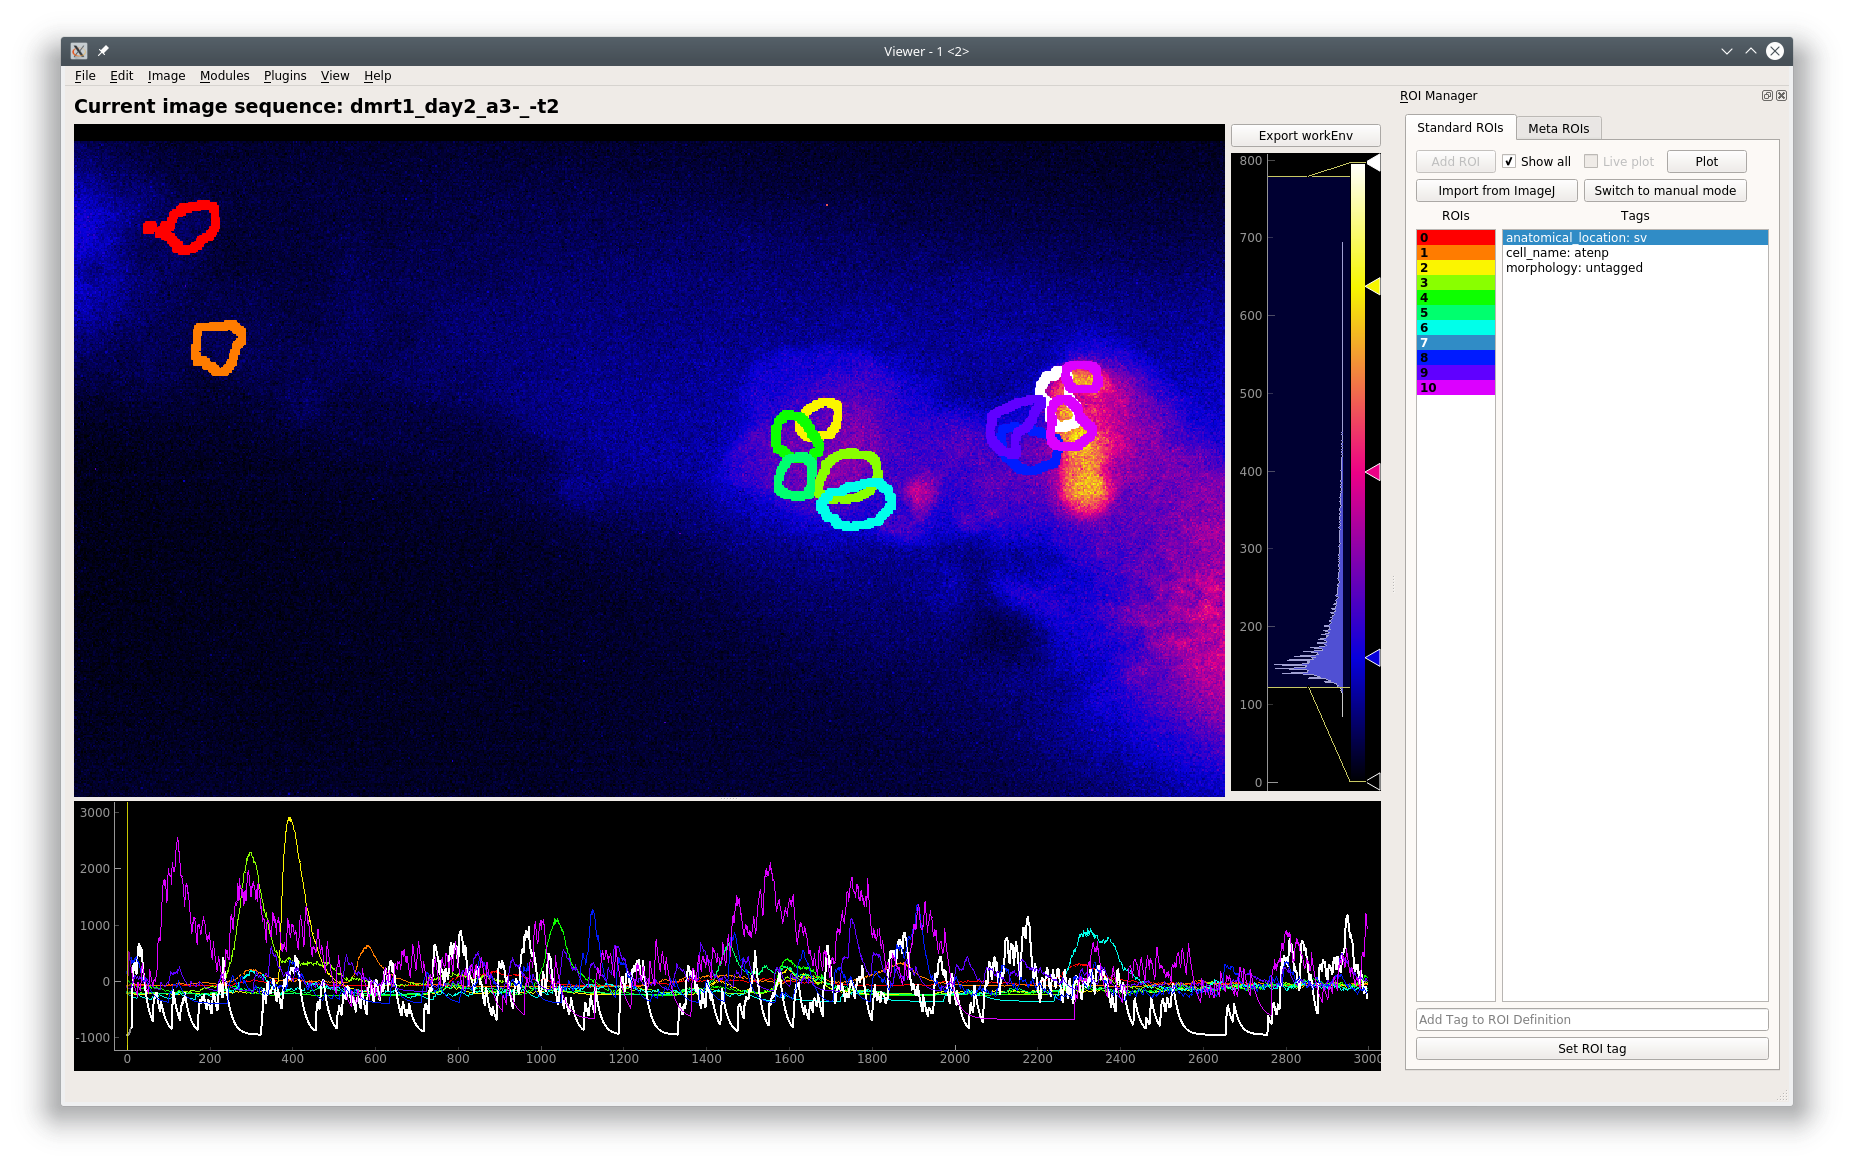 Viewer - 1 <2>
File Edit Image Modules Plugins View Help
Current image sequence: dmrt1_day2_a3-_-t2
Export workEnv
800
700
600
500
400
300
200
100
0
3000
2000
1000
0
-1000
0 200 400 600 800 1000 1200 1400 1600 1800 2000 2200 2400 2600 2800 3000
ROI Manager
Standard ROIs Meta ROIs
Add ROI Show all Live plot Plot
Import from ImageJ Switch to manual mode
ROIs Tags
0
1
2
3
4
5
6
7
8
9
10
anatomical_location: sv
cell_name: atenp
morphology: untagged
Add Tag to ROI Definition
Set ROI tag